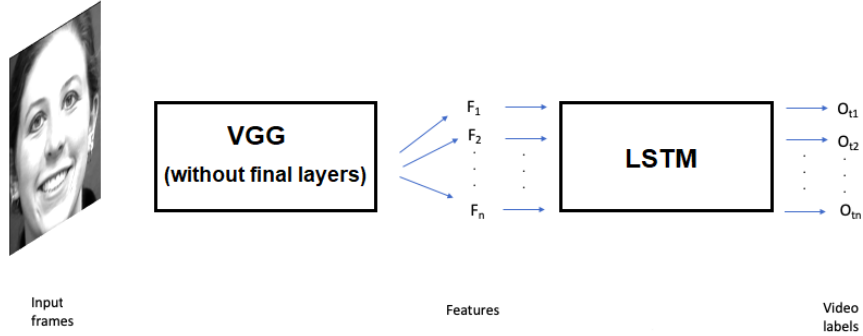 VGG
(without final layers)
F1
F2
Fn
LSTM
Ot1
Ot2
Otn
Input
frames
Features
Video
labels